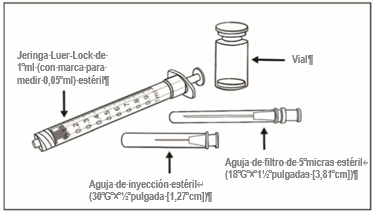 Jeringa·Luer-Lock·de·
1°ml·(con·marca·para·
medir·0,05°ml)·estéril¶
Vial¶
Aguja·de·filtro·de·5°micras·estéril↵
(18°G°×°1½°pulgadas·[3,81°cm])¶
Aguja·de·inyección·estéril↵
(30°G°×°½°pulgada·[1,27°cm])¶